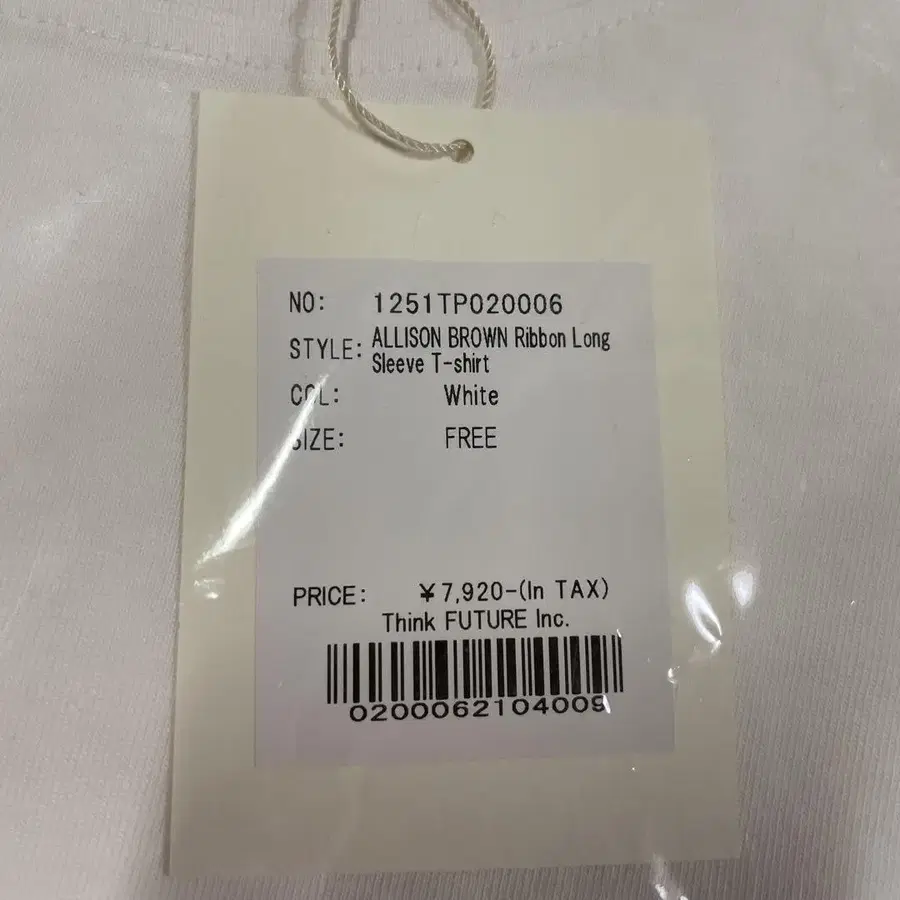 NO: 1251TP020006
STYLE: ALLISON BROWN Ribbon Long
Sleeve T-shirt
COL: White
SIZE: FREE
PRICE: ¥7,920-(In TAX)
Think FUTURE Inc.
0200062104009